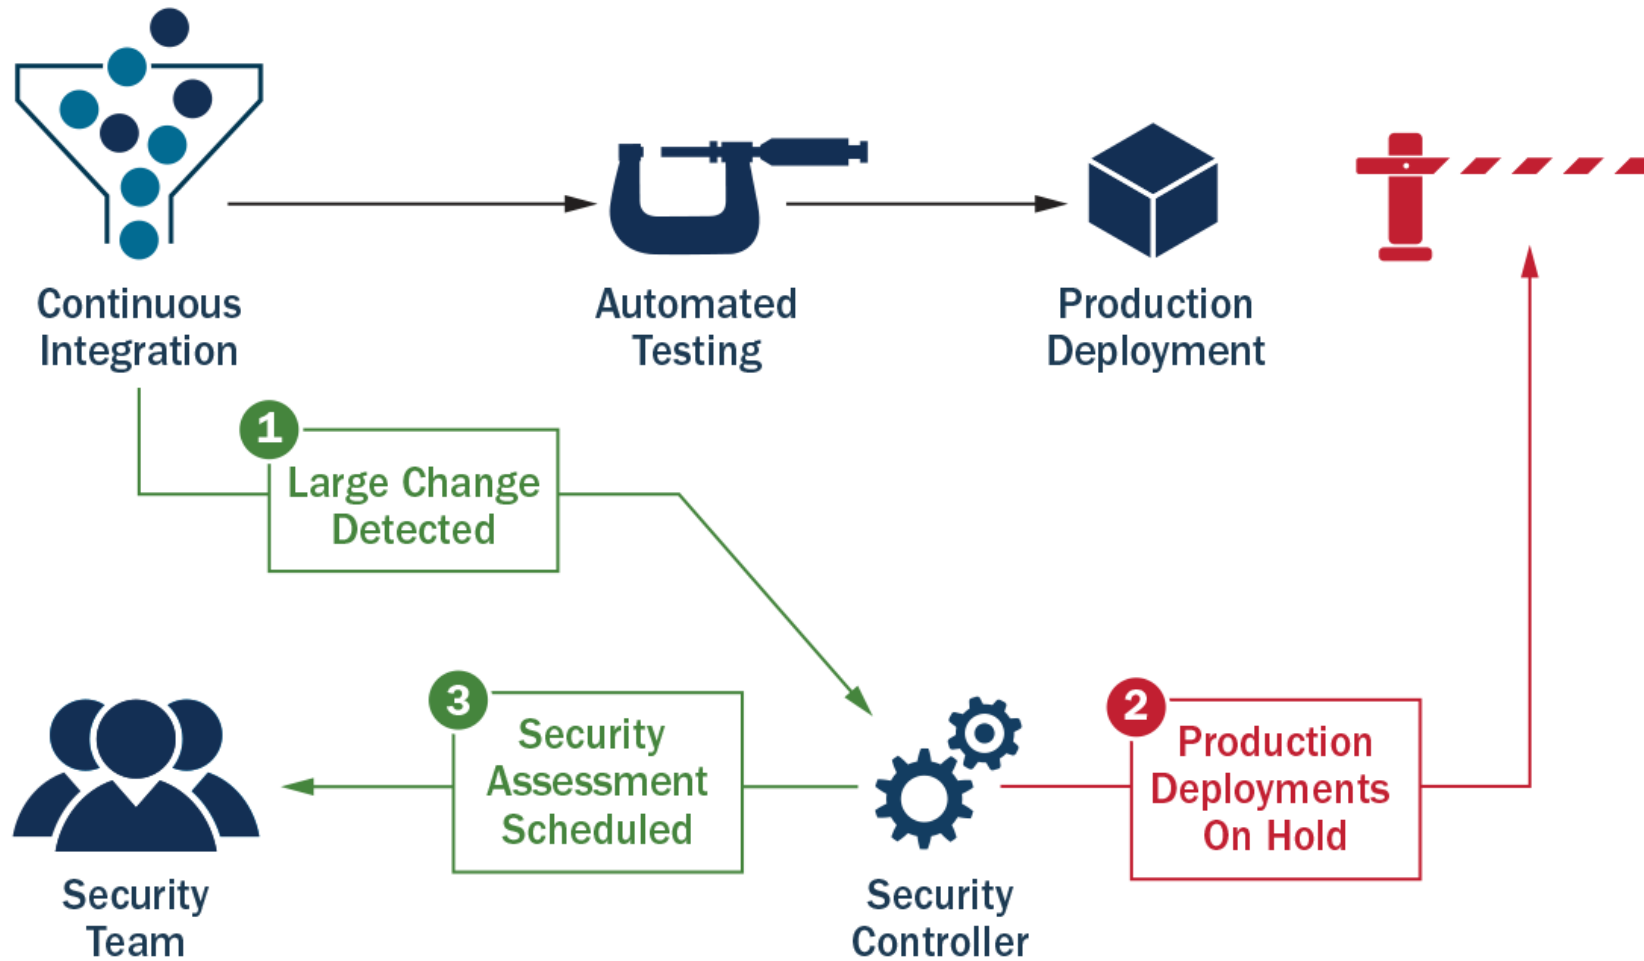 Continuous
Integration
Automated
Testing
Production
Deployment
1
Large Change
Detected
3
Security
Assessment
Scheduled
2
Production
Deployments
On Hold
Security
Team
Security
Controller